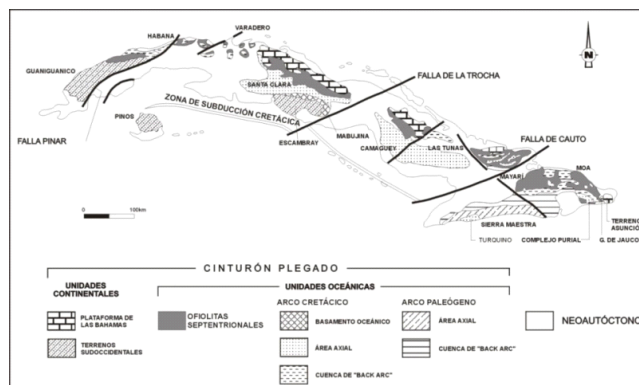 HABANA
VARADERO
GUANIGUANICO
FALLA PINAR
PINOS
SANTA CLARA
ZONA DE SUBDUCCIÓN CRETÁCICA
FALLA DE LA TROCHA
ESCAMBRAY
MABUJINA
CAMAGUEY
LAS TUNAS
FALLA DE CAUTO
MAYARÍ
MOA
SIERRA MAESTRA
TURQUINO
COMPLEJO PURIAL
G. DE JAUCO
TERRENO
ASUNCIÓ
N
100km
CINTURÓN PLEGADO
UNIDADES
CONTINENTALES
PLATAFORMA DE
LAS BAHAMAS
TERRENOS
SUDOCCIDENTALES
UNIDADES OCEÁNICAS
OFIOLITAS
SEPTENTRIONALES
ARCO CRETÁCICO
BASAMENTO OCEÁNICO
ÁREA AXIAL
CUENCA DE "BACK ARC"
ARCO PALEÓGENO
ÁREA AXIAL
CUENCA DE "BACK ARC"
NEOAUTÓCTONO